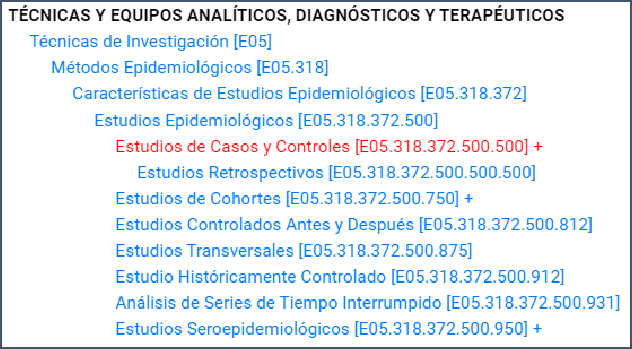 TÉCNICAS Y EQUIPOS ANALÍTICOS, DIAGNÓSTICOS Y TERAPÉUTICOS
Técnicas de Investigación [E05]
Métodos Epidemiológicos [E05.318]
Características de Estudios Epidemiológicos [E05.318.372]
Estudios Epidemiológicos [E05.318.372.500]
Estudios de Casos y Controles [E05.318.372.500.500] +
Estudios Retrospectivos [E05.318.372.500.500.500]
Estudios de Cohortes [E05.318.372.500.750] +
Estudios Controlados Antes y Después [E05.318.372.500.812]
Estudios Transversales [E05.318.372.500.875]
Estudio Históricamente Controlado [E05.318.372.500.912]
Análisis de Series de Tiempo Interrumpido [E05.318.372.500.931]
Estudios Seroepidemiológicos [E05.318.372.500.950] +